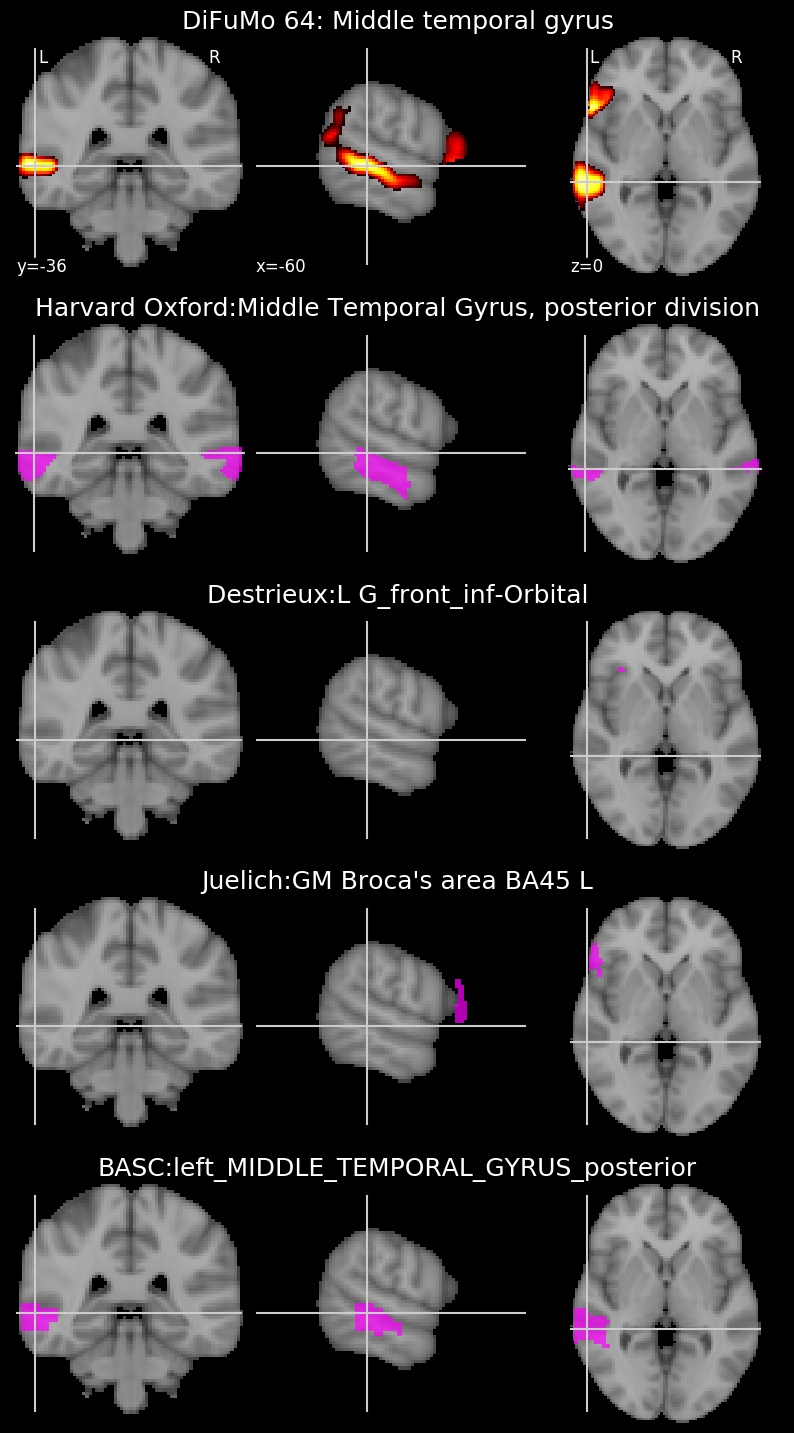 DiFuMo 64: Middle temporal gyrus
L R L R
y=-36 x=-60 z=0
Harvard Oxford:Middle Temporal Gyrus, posterior division
Destrieux:L G_front_inf-Orbital
Juelich:GM Broca's area BA45 L
BASC:left_MIDDLE_TEMPORAL_GYRUS_posterior